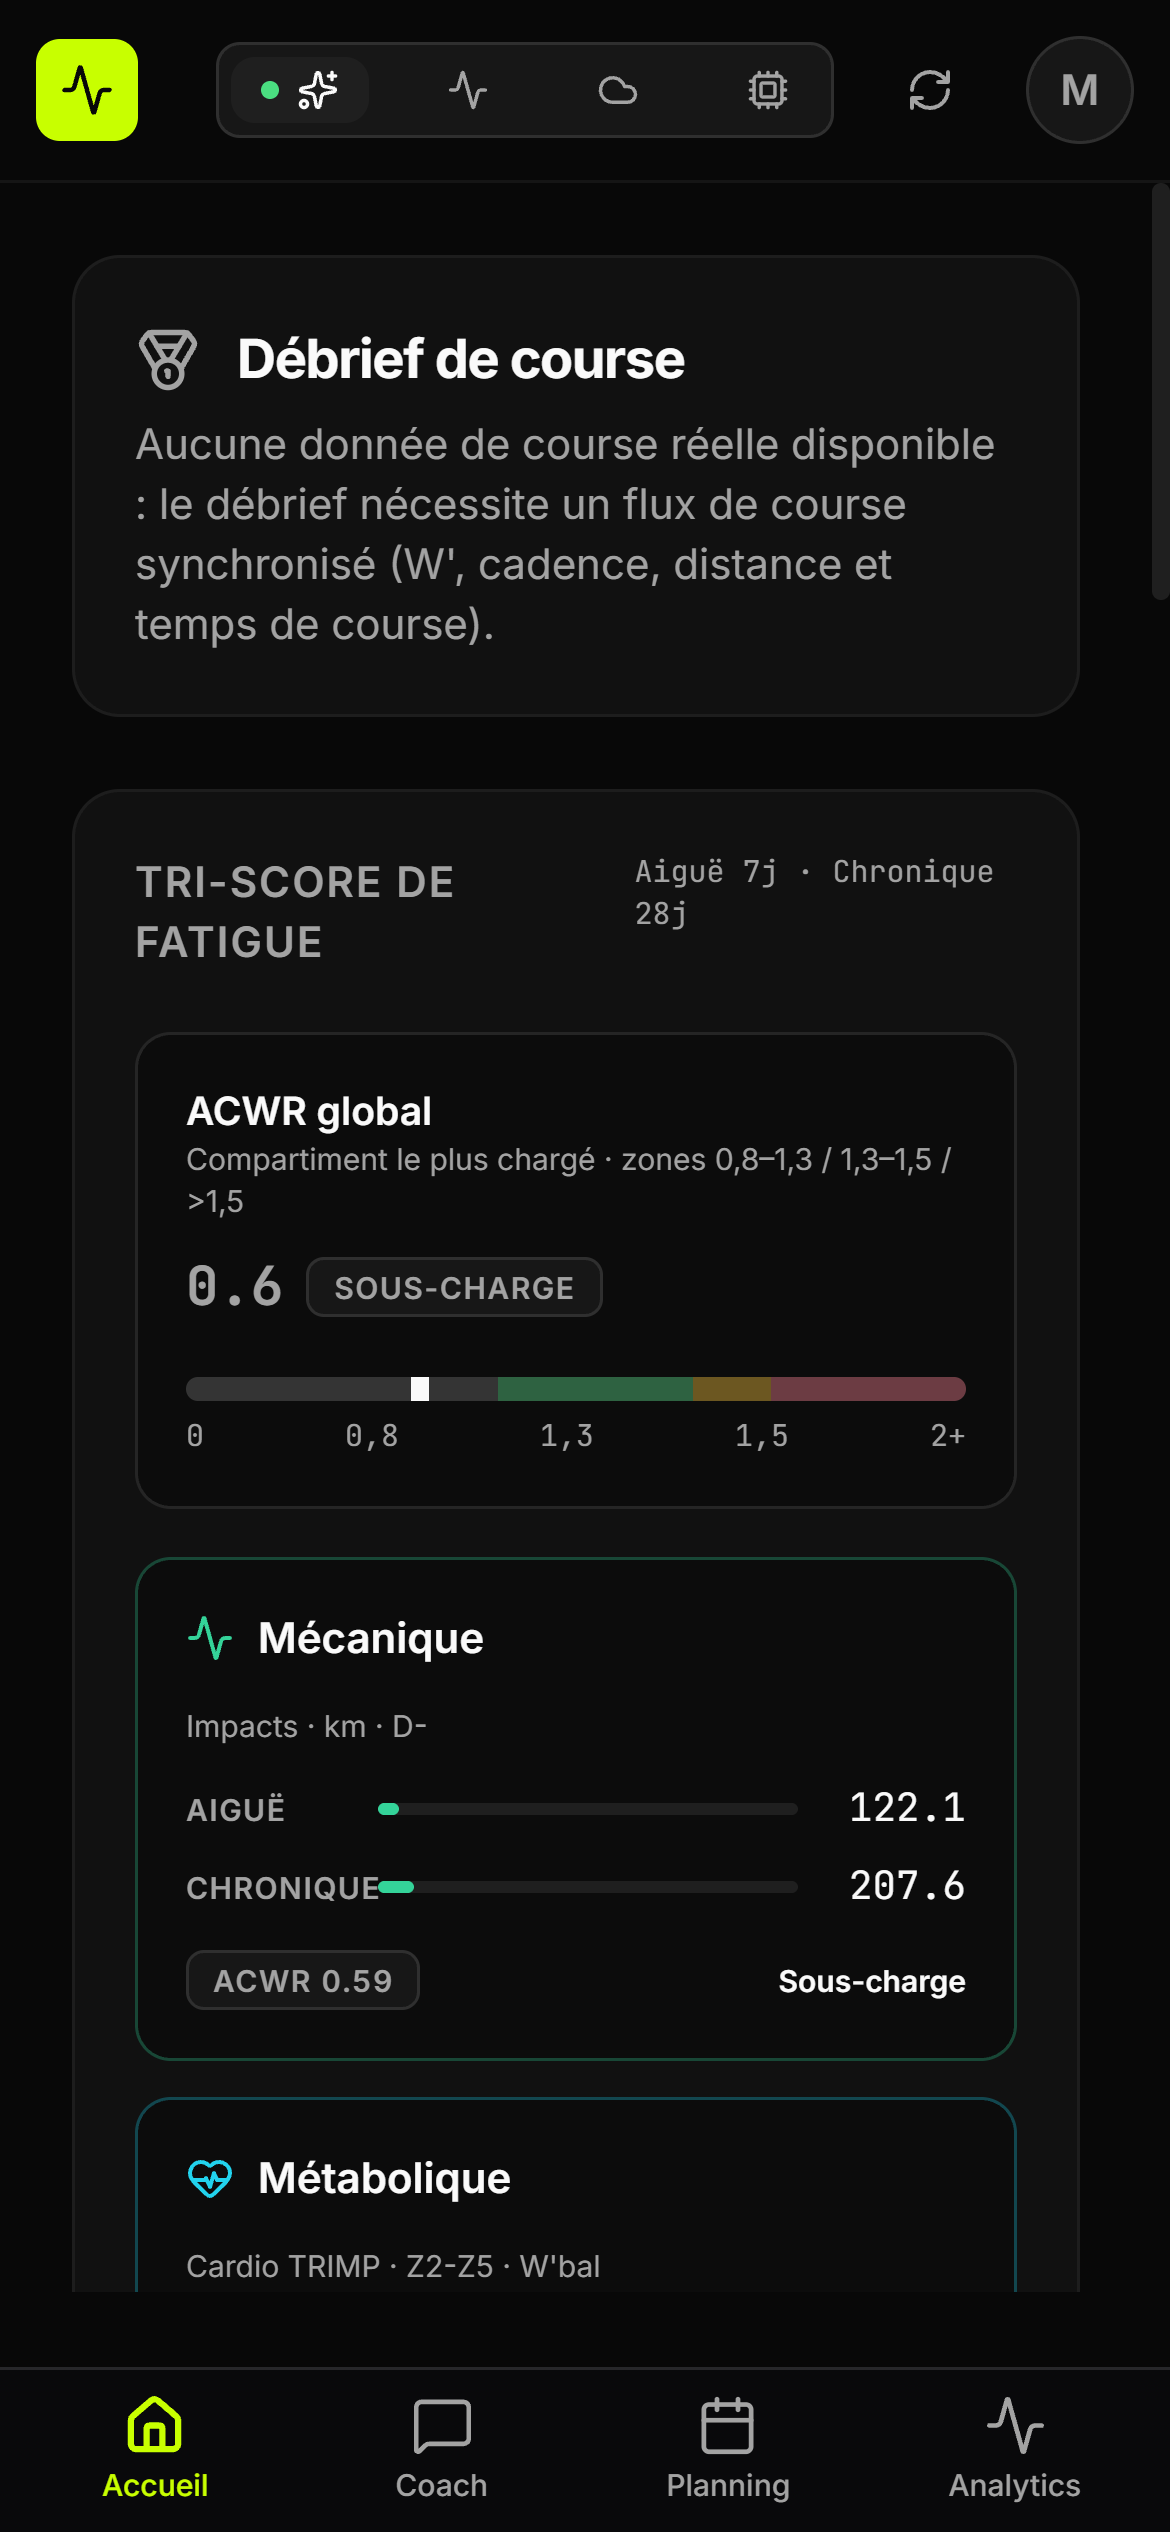 M
Débrief de course
Aucune donnée de course réelle disponible
: le débrief nécessite un flux de course
synchronisé (W', cadence, distance et
temps de course).
TRI-SCORE DE
FATIGUE
Aiguë 7j · Chronique
28j
ACWR global
Compartiment le plus chargé · zones 0,8–1,3 / 1,3–1,5 /
>1,5
0.6 SOUS-CHARGE
0 0,8 1,3 1,5 2+
Mécanique
Impacts · km · D-
AIGUË 122.1
CHRONIQUE 207.6
ACWR 0.59 Sous-charge
Métabolique
Cardio TRIMP · Z2-Z5 · W'bal
Accueil Coach Planning Analytics